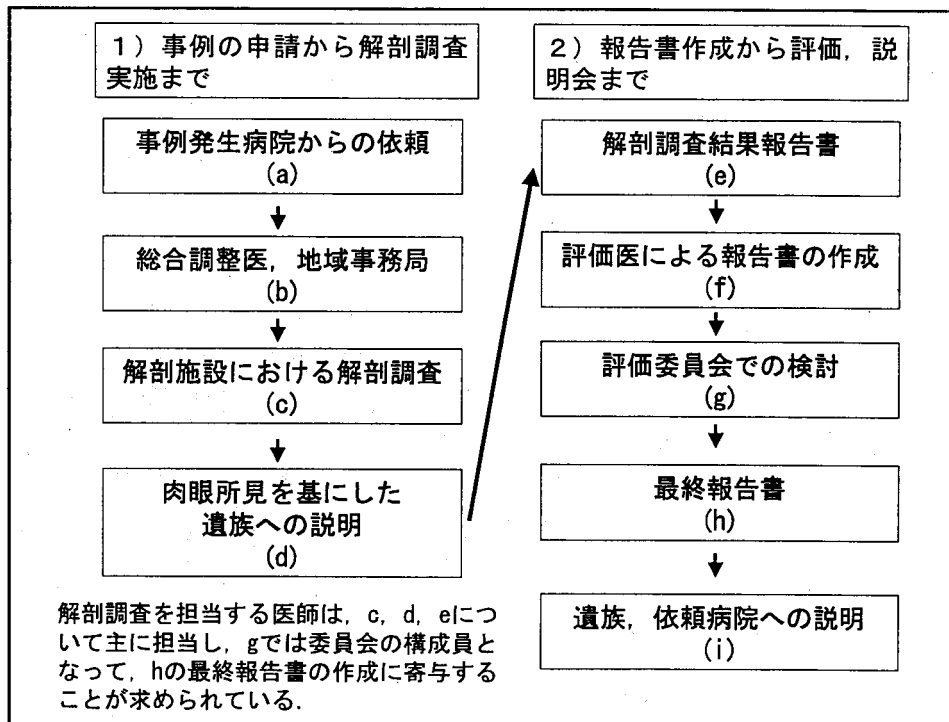 1）事例の申請から解剖調査
実施まで
事例発生病院からの依頼
(a)
総合調整医，地域事務局
(b)
解剖施設における解剖調査
(c)
肉眼所見を基にした
遺族への説明
(d)
解剖調査を担当する医師は，c，d，eにつ
いて主に担当し，gでは委員会の構成員と
なって，hの最終報告書の作成に寄与する
ことが求められている．
2）報告書作成から評価，説
明会まで
解剖調査結果報告書
(e)
評価医による報告書の作成
(f)
評価委員会での検討
(g)
最終報告書
(h)
遺族，依頼病院への説明
(i)